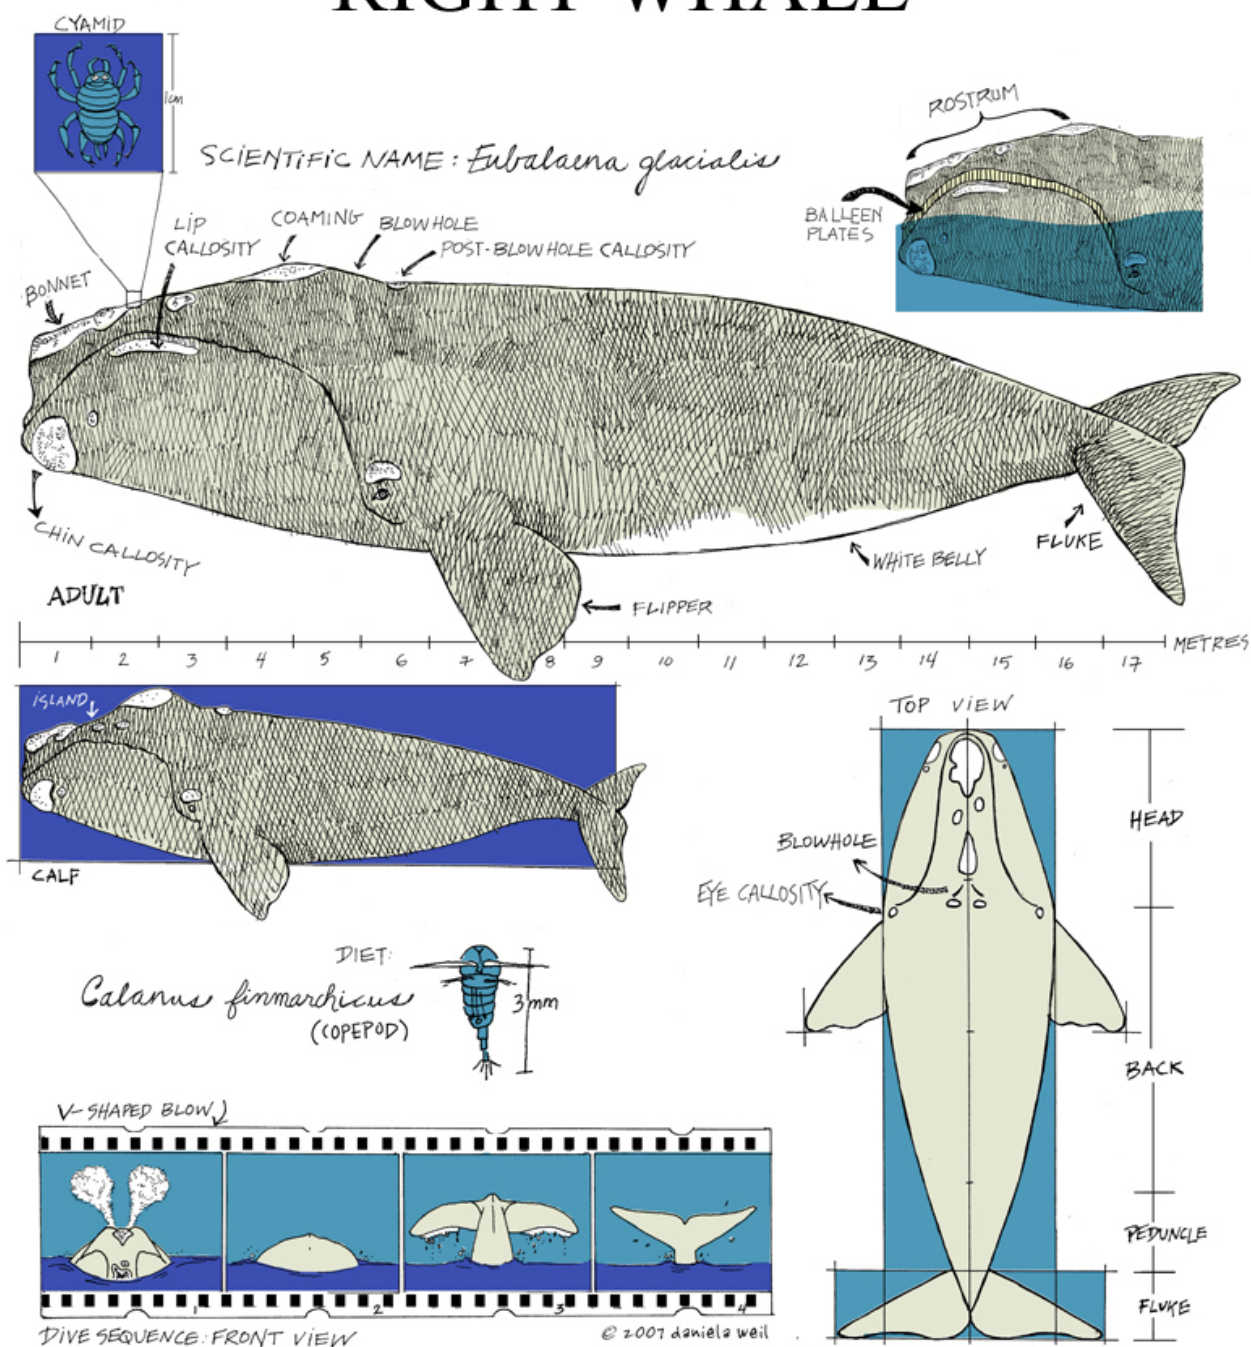 RIGHT WHALE
CYAMID
1cm
SCIENTIFIC NAME: Eubalaena glacialis
ROSTRUM
BALLEEN
PLATES
LIP
CALLOSITY
COAMING
BLOWHOLE
POST-BLOWHOLE CALLOSITY
BONNET
CHIN CALLOSITY
FLUKE
WHITE BELLY
ADULT
FLIPPER
METRES
1 2 3 4 5 6 7 8 9 10 11 12 13 14 15 16 17
ISLAND
CALF
TOP VIEW
HEAD
BLOWHOLE
EYE CALLOSITY
DIET:
Calanus finmarchicus
(COPEPOD)
3mm
BACK
V-SHAPED BLOW
PEDUNCLE
FLUKE
1 2 3 4
DIVE SEQUENCE: FRONT VIEW
© 2007 daniela weil